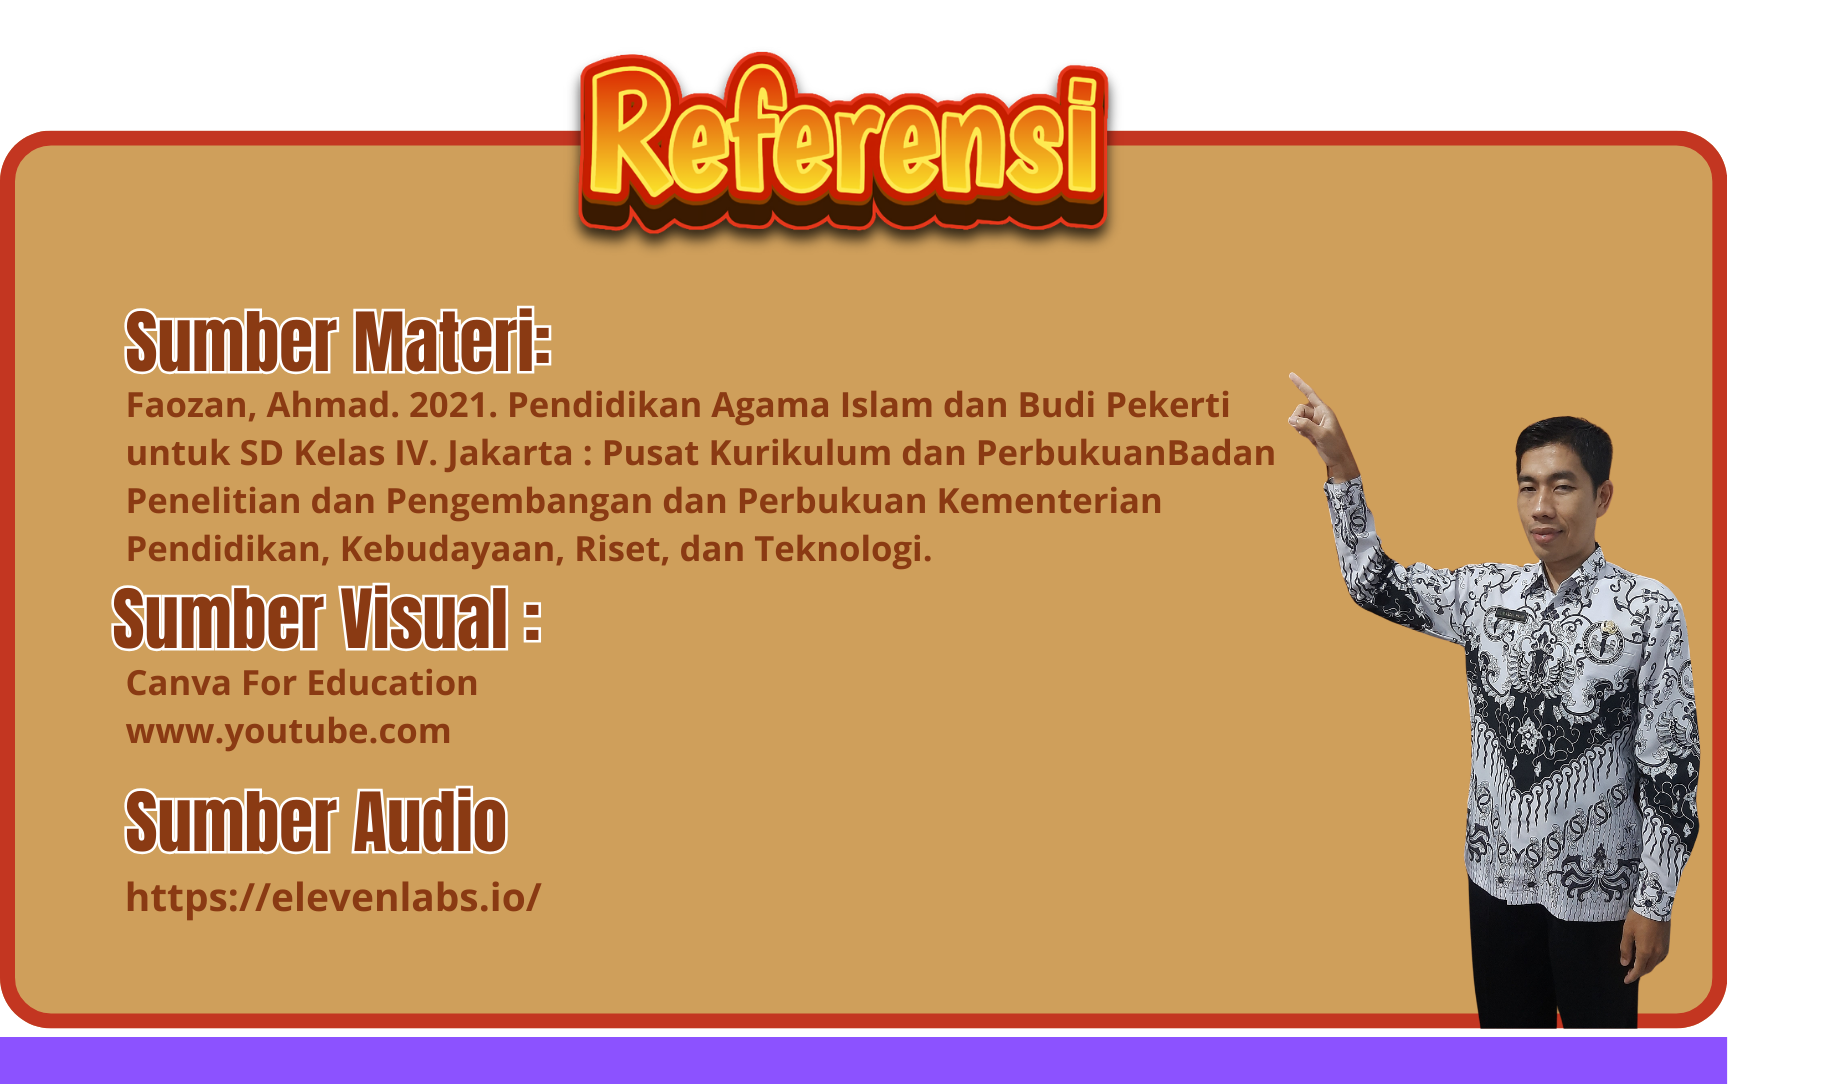 Referensi
Sumber Materi:
Faozan, Ahmad. 2021. Pendidikan Agama Islam dan Budi Pekerti
untuk SD Kelas IV. Jakarta : Pusat Kurikulum dan PerbukuanBadan
Penelitian dan Pengembangan dan Perbukuan Kementerian
Pendidikan, Kebudayaan, Riset, dan Teknologi.
Sumber Visual :
Canva For Education
www.youtube.com
Sumber Audio
https://elevenlabs.io/